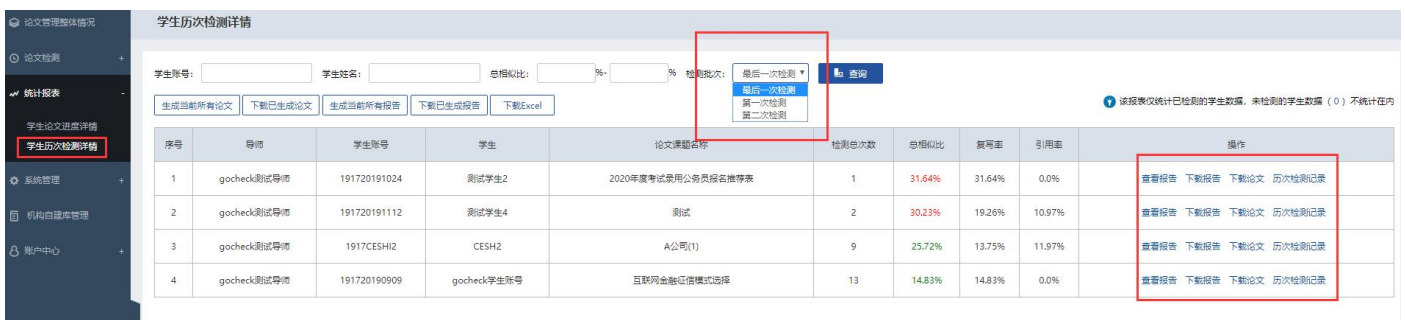 论文管理整体情况
论文检测 +
统计报表 -
学生论文进度详情
学生历次检测详情
系统管理 +
机构自建库管理
账户中心 +
学生历次检测详情
学生账号: 学生姓名: 总相似比: %- % 检测批次: 最后一次检测 查询
最后一次检测
第一次检测
第二次检测
生成当前所有论文 下载已生成论文 生成当前所有报告 下载已生成报告 下载Excel
该报表仅统计已检测的学生数据，未检测的学生数据（0）不统计在内
序号 导师 学生账号 学生 论文课题名称 检测总次数 总相似比 复写率 引用率 操作
1 gocheck测试导师 191720191024 测试学生2 2020年度考试录用公务员报名推荐表 1 31.64% 31.64% 0.0% 查看报告 下载报告 下载论文 历次检测记录
2 gocheck测试导师 191720191112 测试学生4 测试 2 30.23% 19.26% 10.97% 查看报告 下载报告 下载论文 历次检测记录
3 gocheck测试导师 1917CESHI2 CESH2 A公司(1) 9 25.72% 13.75% 11.97% 查看报告 下载报告 下载论文 历次检测记录
4 gocheck测试导师 191720190909 gocheck学生账号 互联网金融征信模式选择 13 14.83% 14.83% 0.0% 查看报告 下载报告 下载论文 历次检测记录